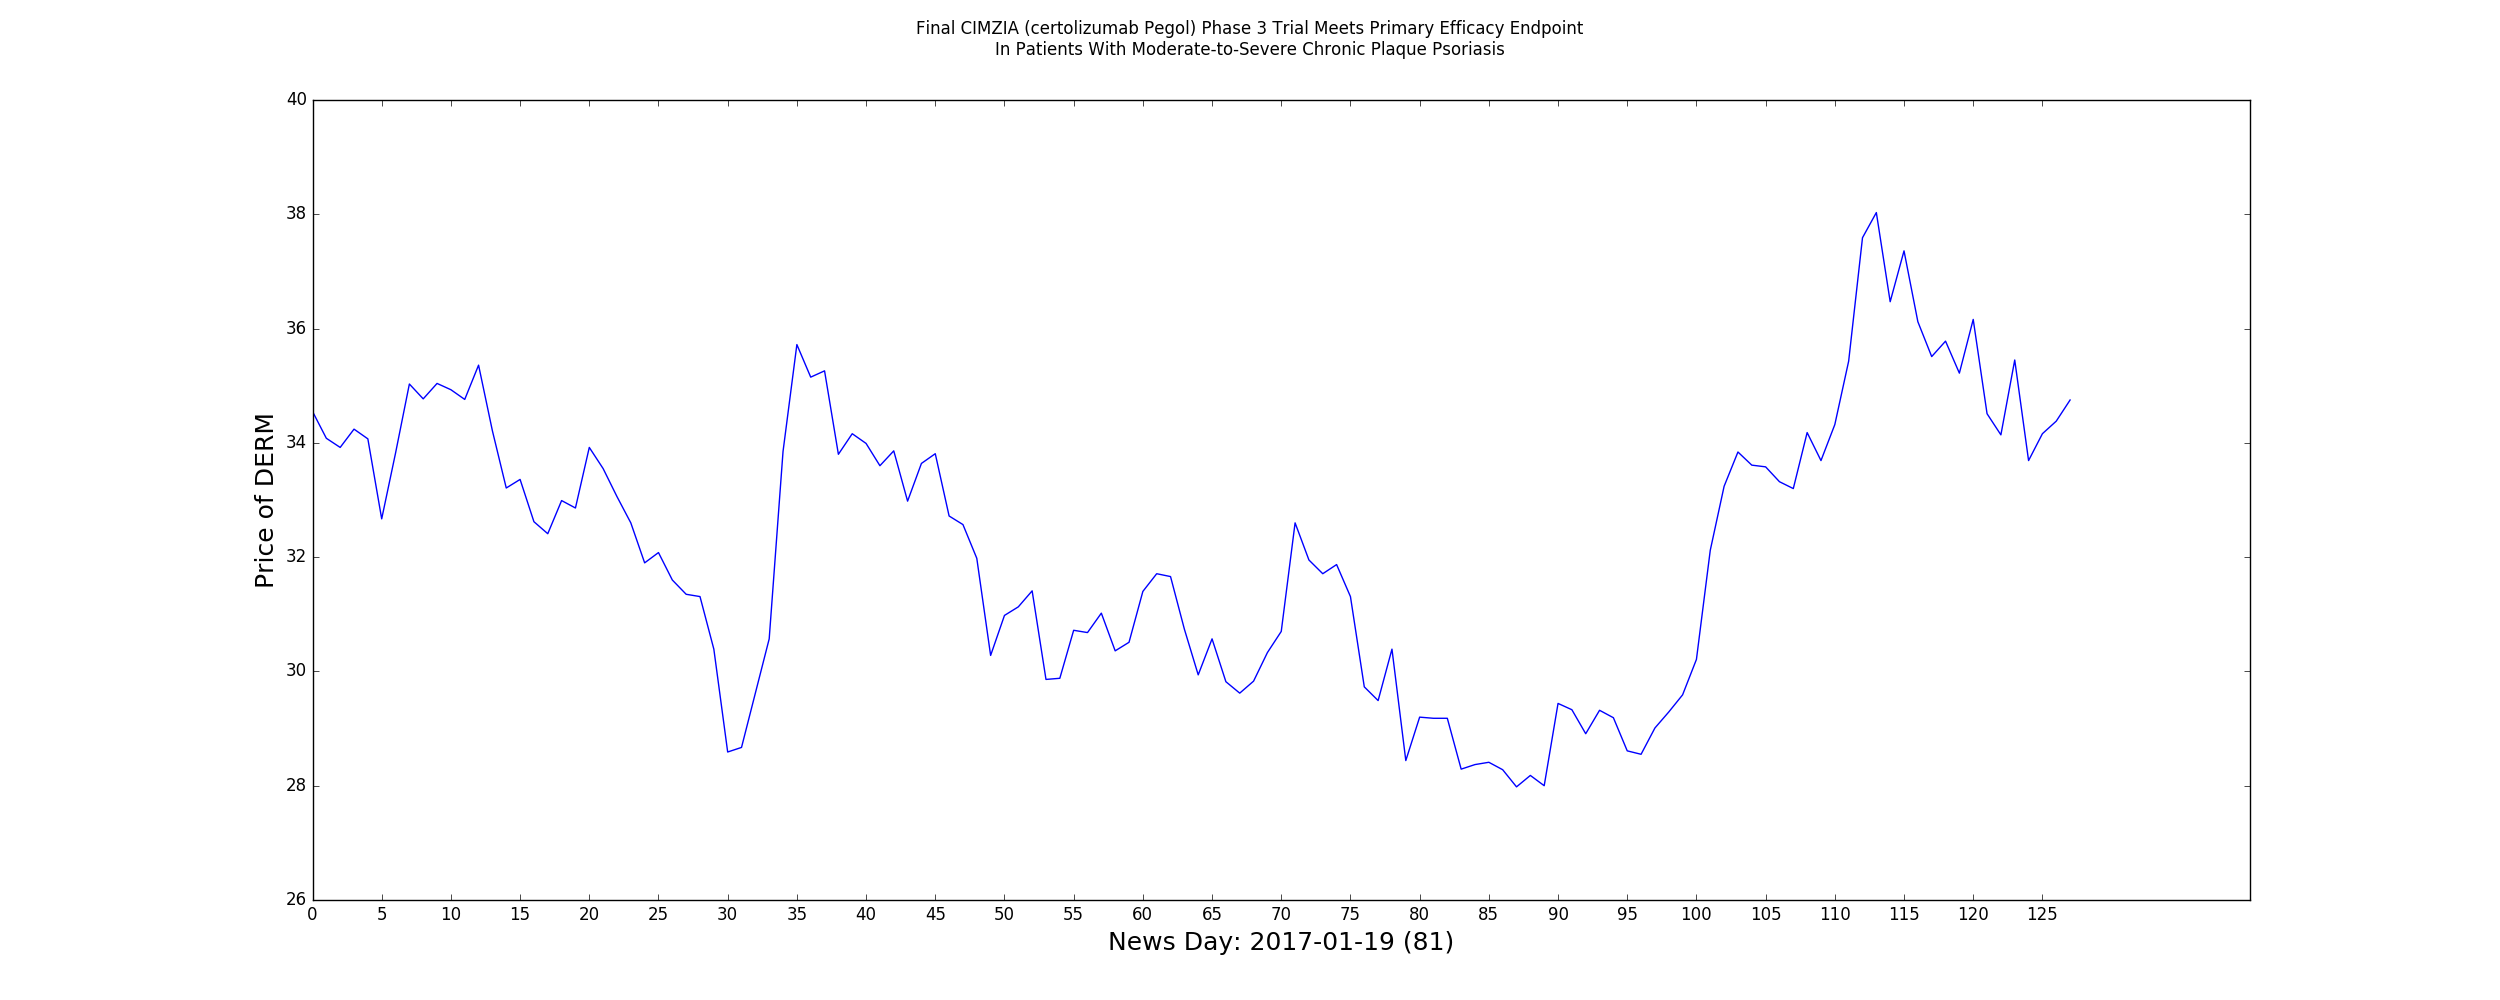 Final CIMZIA (certolizumab Pegol) Phase 3 Trial Meets Primary Efficacy Endpoint
In Patients With Moderate-to-Severe Chronic Plaque Psoriasis
40
38
36
34
32
30
28
26
Price of DERM
0 5 10 15 20 25 30 35 40 45 50 55 60 65 70 75 80 85 90 95 100 105 110 115 120 125
News Day: 2017-01-19 (81)